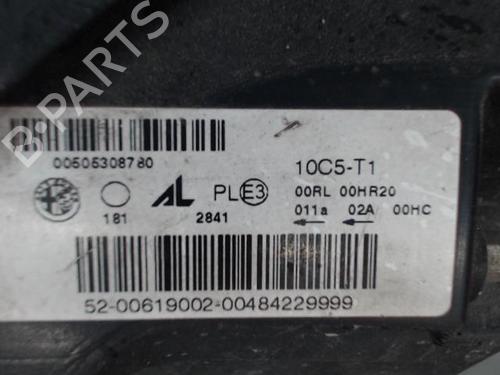 B-PARTS
00505308780
10C5-T1
AL PL E3
00RL 00HR20
181 2841
011a 02A 00HC
52-00619002-00484229999